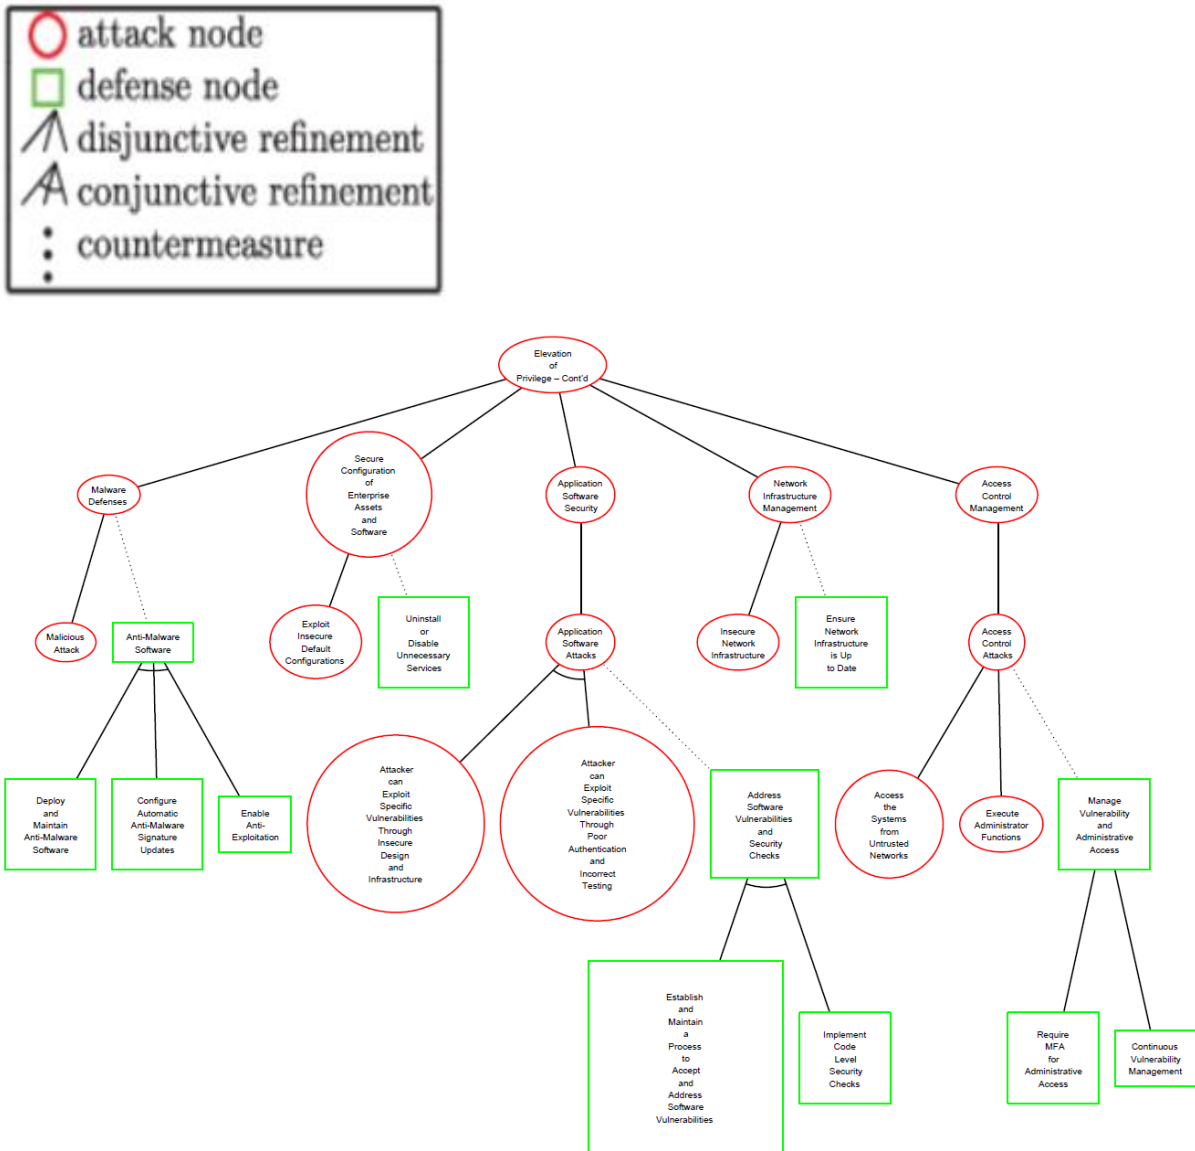 attack node
defense node
disjunctive refinement
conjunctive refinement
countermeasure
Elevation
of
Privilege – Cont'd
Malware
Defenses
Secure
Configuration
of
Enterprise
Assets
and
Software
Application
Software
Security
Network
Infrastructure
Management
Access
Control
Management
Malicious
Attack
Anti-Malware
Software
Exploit
Insecure
Default
Configurations
Uninstall
or
Disable
Unnecessary
Services
Application
Software
Attacks
Insecure
Network
Infrastructure
Ensure
Network
Infrastructure
is Up
to Date
Access
Control
Attacks
Deploy
and
Maintain
Anti-Malware
Software
Configure
Automatic
Anti-Malware
Signature
Updates
Enable
Anti-
Exploitation
Attacker
can
Exploit
Specific
Vulnerabilities
Through
Insecure
Design
and
Infrastructure
Attacker
can
Exploit
Specific
Vulnerabilities
Through
Poor
Authentication
and
Incorrect
Testing
Address
Software
Vulnerabilities
and
Security
Checks
Access
the
Systems
from
Untrusted
Networks
Execute
Administrator
Functions
Manage
Vulnerability
and
Administrative
Access
Establish
and
Maintain
a
Process
to
Accept
and
Address
Software
Vulnerabilities
Implement
Code
Level
Security
Checks
Require
MFA
for
Administrative
Access
Continuous
Vulnerability
Management